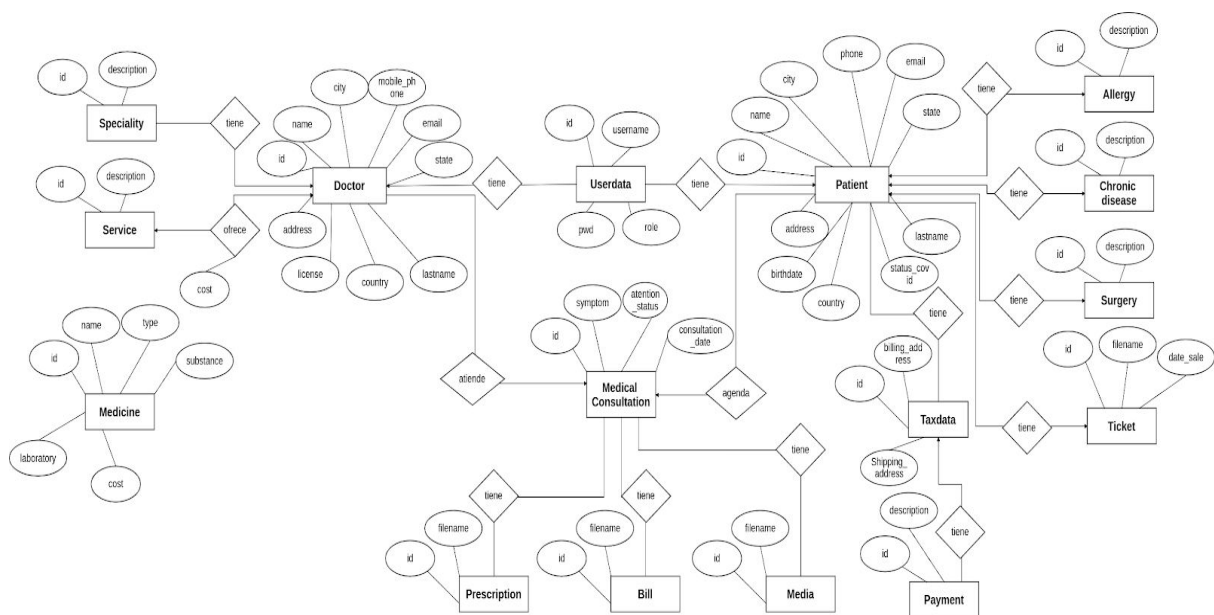 phone
description
email
id
description
city
id
city
mobile_ph
one
Allergy
tiene
id
username
name
state
Speciality
tiene
name
email
description
id
id
state
id
description
Doctor
tiene
Userdata
tiene
Patient
tiene
Chronic
disease
id
Service
ofrece
address
pwd
role
address
lastname
description
id
license
country
lastname
birthdate
status_cov
id
cost
country
Surgery
tiene
symptom
atention
_status
tiene
name
type
id
consultation
_date
filename
id
date_sale
id
substance
billing_add
ress
atiende
Medical
Consultation
agenda
id
Medicine
Taxdata
tiene
Ticket
laboratory
tiene
Shipping_
address
cost
tiene
tiene
description
filename
filename
filename
tiene
id
id
id
id
Prescription
Bill
Media
Payment